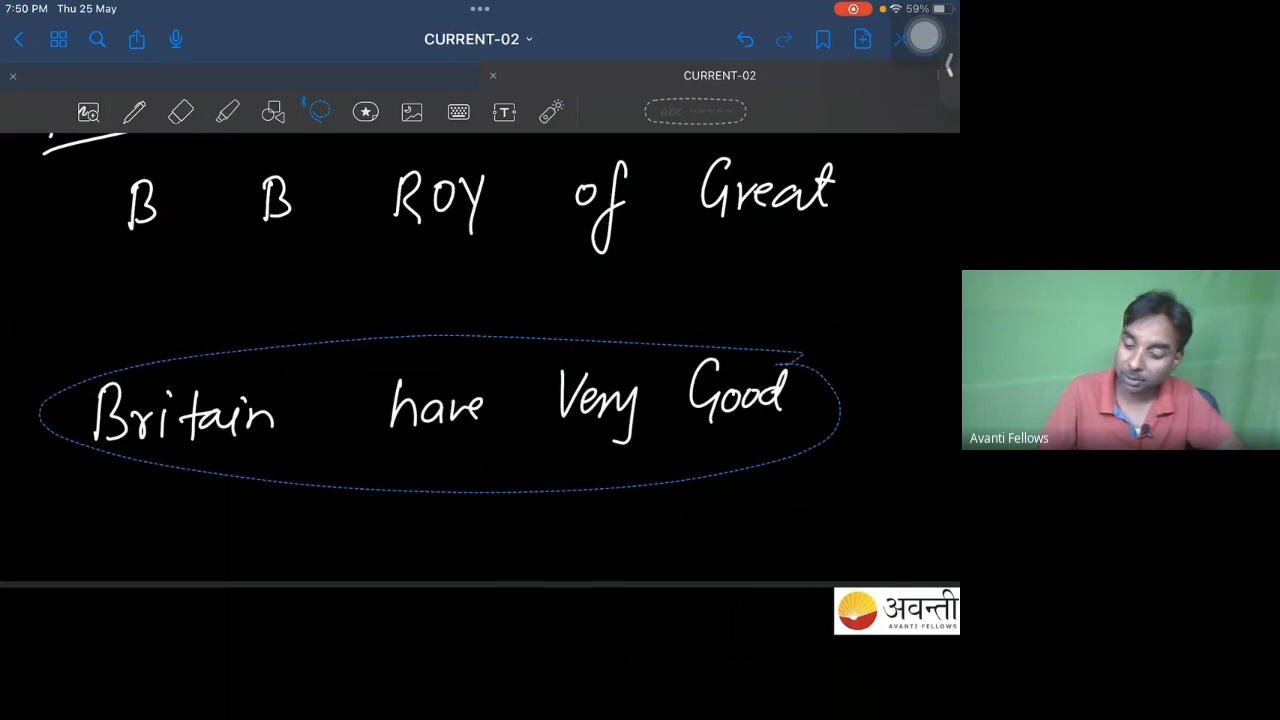 7:50 PM Thu 25 May
59%
CURRENT-02
CURRENT-02
abc
B B ROY of Great
Britain have Very Good
Avanti Fellows
अवन्ती
AVANTI FELLOWS